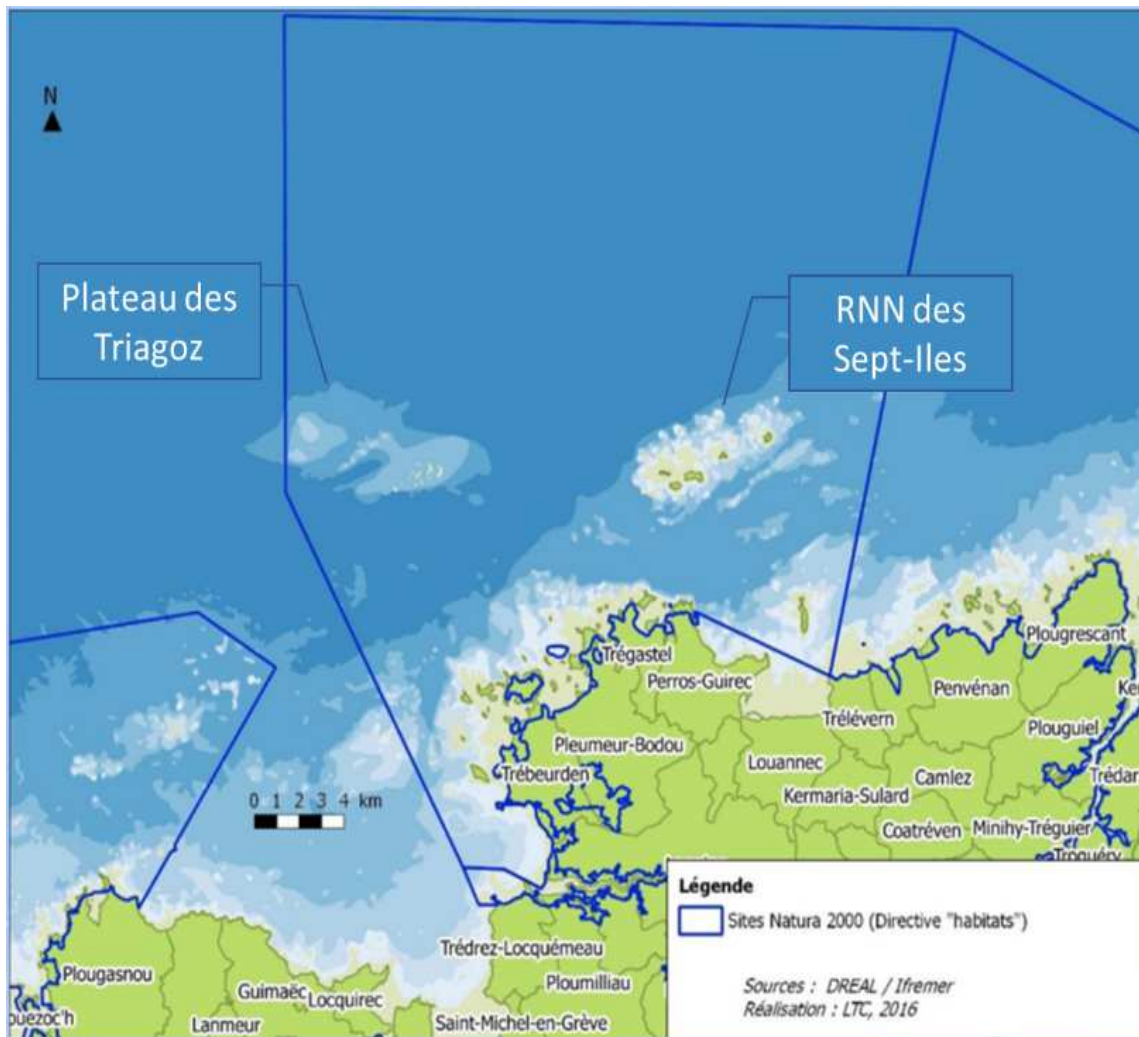 N
Plateau des
Triagoz
RNN des
Sept-Iles
Plougrescant
Trégastel
Perros-Guirec
Penvénan
Trélévern
Plouguiel
Pleumeur-Bodou
Louannec
Trébeurden
Camlez
Kermaria-Sulard
0 1 2 3 4 km
Coatréven
Minihy-Tréguier
Troguéry
Légende
Sites Natura 2000 (Directive "habitats")
Trédrez-Locquémeau
Plougasnou
Ploumilliau
Guimaëc
Locquirec
Sources : DREAL / Ifremer
Réalisation : LTC, 2016
Lanmeur
Saint-Michel-en-Grève